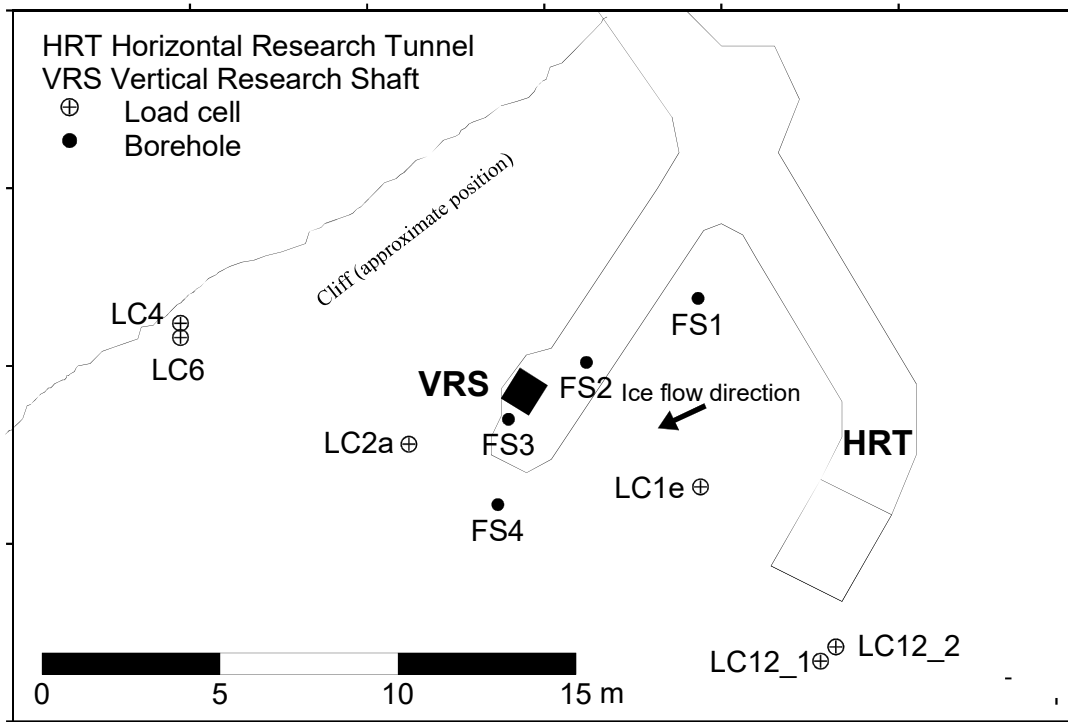 HRT Horizontal Research Tunnel
VRS Vertical Research Shaft
Load cell
Borehole
Cliff (approximate position)
LC4
LC6
FS1
VRS
FS2
Ice flow direction
LC2a
FS3
HRT
LC1e
FS4
LC12_2
LC12_1
0 5 10 15 m